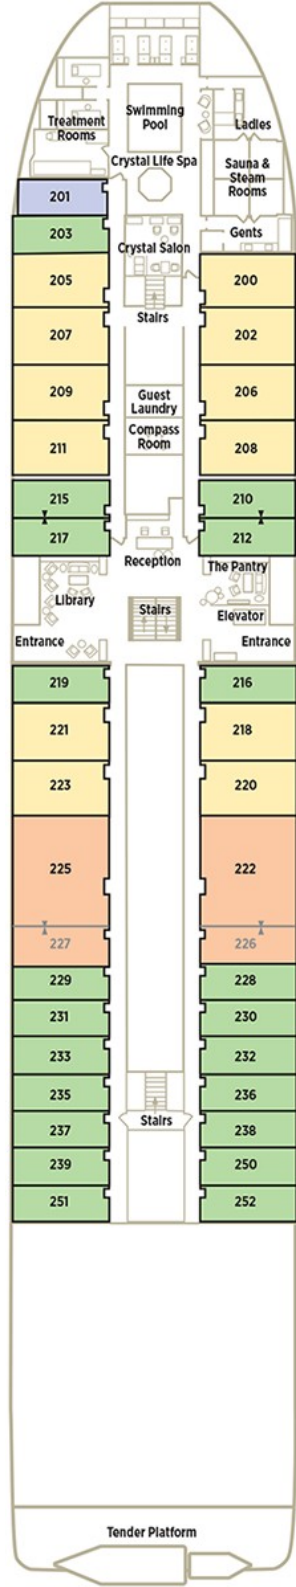 Swimming
Pool
Treatment
Rooms
Ladies
Crystal Life Spa
Sauna &
Steam
Rooms
201
203
Crystal Salon
Gents
205
200
Stairs
207
202
209
206
Guest
Laundry
Compass
Room
211
208
215
210
217
212
Reception
The Pantry
Library
Stairs
Elevator
Entrance
Entrance
219
216
221
218
223
220
225
222
227
226
229
228
231
230
233
232
235
236
Stairs
237
238
239
250
251
252
Tender Platform